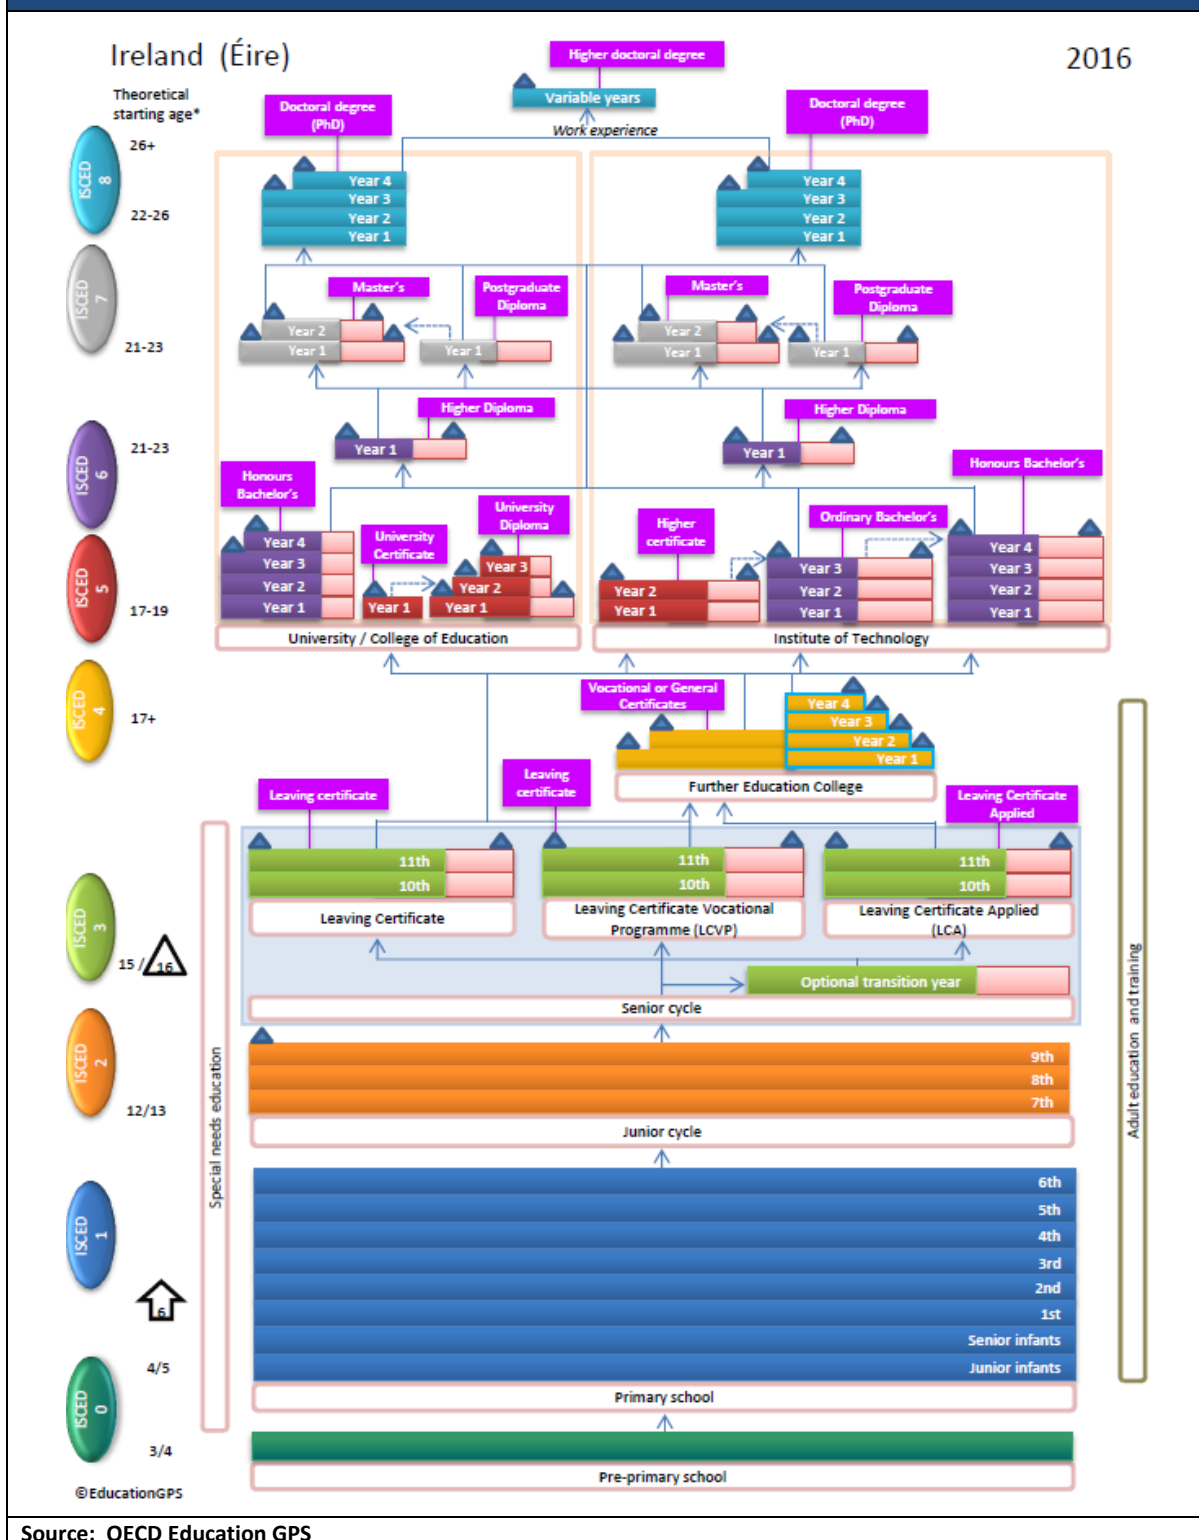 Ireland (Éire)
2016
Higher doctoral degree
Variable years
Work experience
Theoretical
starting age*
Doctoral degree
(PhD)
Doctoral degree
(PhD)
26+
ISCED
8
22-26
Year 4
Year 3
Year 2
Year 1
Year 4
Year 3
Year 2
Year 1
ISCED
7
21-23
Master's
Postgraduate
Diploma
Master's
Postgraduate
Diploma
Year 2
Year 1
Year 1
Year 2
Year 1
Year 1
Higher Diploma
Higher Diploma
21-23
Year 1
Year 1
ISCED
6
Honours
Bachelor's
University
Diploma
University
Certificate
Higher
certificate
Ordinary Bachelor's
Honours Bachelor's
ISCED
5
17-19
Year 4
Year 3
Year 2
Year 1
Year 1
Year 3
Year 2
Year 1
Year 2
Year 1
Year 3
Year 2
Year 1
Year 4
Year 3
Year 2
Year 1
University / College of Education
Institute of Technology
ISCED
4
17+
Vocational or General
Certificates
Year 4
Year 3
Year 2
Year 1
Further Education College
Leaving certificate
Leaving
certificate
Leaving Certificate
Applied
11th
10th
11th
10th
11th
10th
Leaving Certificate
Leaving Certificate Vocational
Programme (LCVP)
Leaving Certificate Applied
(LCA)
ISCED
3
15 / 16
Optional transition year
Senior cycle
ISCED
2
12/13
9th
8th
7th
Junior cycle
Special needs education
Adult education and training
ISCED
1
6
6th
5th
4th
3rd
2nd
1st
Senior infants
Junior infants
4/5
Primary school
ISCED
0
3/4
Pre-primary school
©EducationGPS
Source: OECD Education GPS